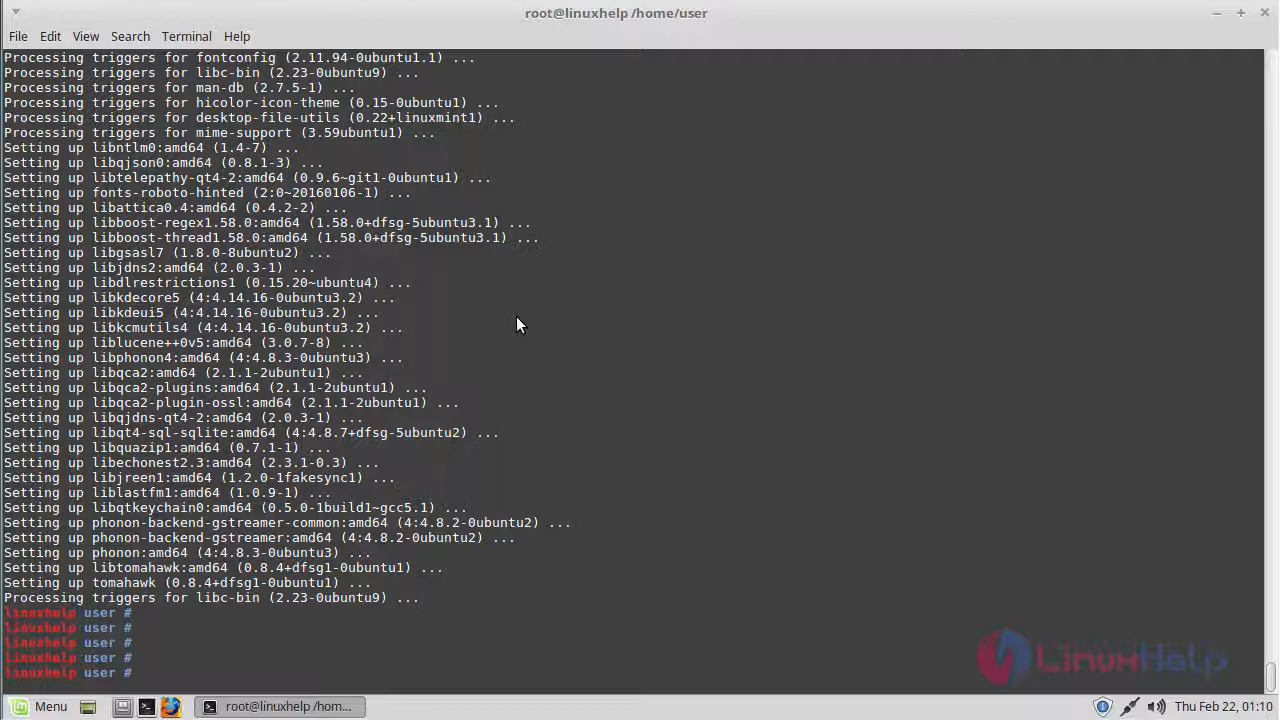 root@linuxhelp /home/user
File Edit View Search Terminal Help
Processing triggers for fontconfig (2.11.94-0ubuntu1.1) ...
Processing triggers for libc-bin (2.23-0ubuntu9) ...
Processing triggers for man-db (2.7.5-1) ...
Processing triggers for hicolor-icon-theme (0.15-0ubuntu1) ...
Processing triggers for desktop-file-utils (0.22+linuxmint1) ...
Processing triggers for mime-support (3.59ubuntu1) ...
Setting up libntlm0:amd64 (1.4-7) ...
Setting up libqjson0:amd64 (0.8.1-3) ...
Setting up libtelepathy-qt4-2:amd64 (0.9.6~git1-0ubuntu1) ...
Setting up fonts-roboto-hinted (2:0~20160106-1) ...
Setting up libattica0.4:amd64 (0.4.2-2) ...
Setting up libboost-regex1.58.0:amd64 (1.58.0+dfsg-5ubuntu3.1) ...
Setting up libboost-thread1.58.0:amd64 (1.58.0+dfsg-5ubuntu3.1) ...
Setting up libgsasl7 (1.8.0-8ubuntu2) ...
Setting up libjdns2:amd64 (2.0.3-1) ...
Setting up libdlrestrictions1 (0.15.20~ubuntu4) ...
Setting up libkdecore5 (4:4.14.16-0ubuntu3.2) ...
Setting up libkdeui5 (4:4.14.16-0ubuntu3.2) ...
Setting up libkcmutils4 (4:4.14.16-0ubuntu3.2) ...
Setting up liblucene++0v5:amd64 (3.0.7-8) ...
Setting up libphonon4:amd64 (4:4.8.3-0ubuntu3) ...
Setting up libqca2:amd64 (2.1.1-2ubuntu1) ...
Setting up libqca2-plugins:amd64 (2.1.1-2ubuntu1) ...
Setting up libqca2-plugin-ossl:amd64 (2.1.1-2ubuntu1) ...
Setting up libqjdns-qt4-2:amd64 (2.0.3-1) ...
Setting up libqt4-sql-sqlite:amd64 (4:4.8.7+dfsg-5ubuntu2) ...
Setting up libquazip1:amd64 (0.7.1-1) ...
Setting up libechonest2.3:amd64 (2.3.1-0.3) ...
Setting up libjreen1:amd64 (1.2.0-1fakesync1) ...
Setting up liblastfm1:amd64 (1.0.9-1) ...
Setting up libqtkeychain0:amd64 (0.5.0-1build1~gcc5.1) ...
Setting up phonon-backend-gstreamer-common:amd64 (4:4.8.2-0ubuntu2) ...
Setting up phonon-backend-gstreamer:amd64 (4:4.8.2-0ubuntu2) ...
Setting up phonon:amd64 (4:4.8.3-0ubuntu3) ...
Setting up libtomahawk:amd64 (0.8.4+dfsg1-0ubuntu1) ...
Setting up tomahawk (0.8.4+dfsg1-0ubuntu1) ...
Processing triggers for libc-bin (2.23-0ubuntu9) ...
linuxhelp user #
linuxhelp user #
linuxhelp user #
linuxhelp user #
linuxhelp user #
LinuxHelp
Menu root@linuxhelp /hom... Thu Feb 22, 01:10